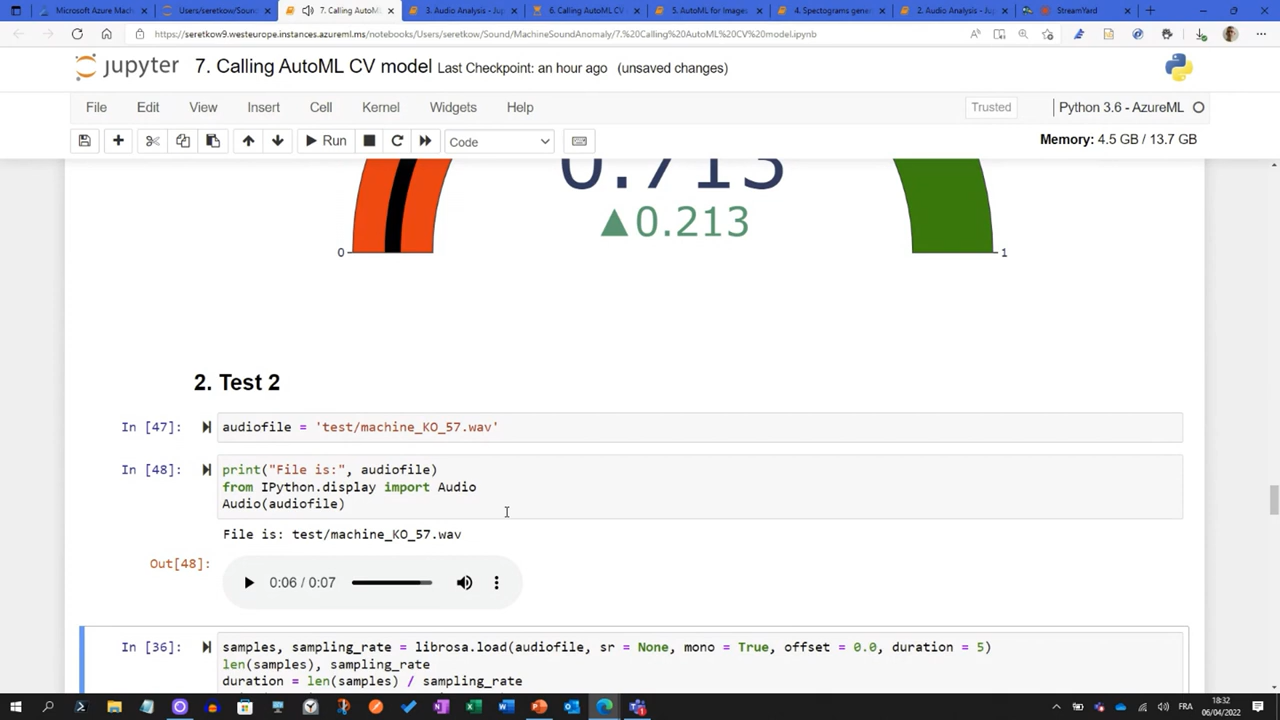 Microsoft Azure Mach
Users/seretkow/Soun
7. Calling AutoML
3. Audio Analysis - Jup
6. Calling AutoML CV
5. AutoML for Images
4. Spectograms gene
2. Audio Analysis - Jup
StreamYard
https://seretkow9.westeurope.instances.azureml.ms/notebooks/Users/seretkow/Sound/MachineSoundAnomaly/7.%20Calling%20AutoML%20CV%20model.ipynb
jupyter 7. Calling AutoML CV model Last Checkpoint: an hour ago (unsaved changes)
File Edit View Insert Cell Kernel Widgets Help Trusted Python 3.6 - AzureML
Run Code Memory: 4.5 GB / 13.7 GB
0.713
▲0.213
0 1
2. Test 2
In [47]: audiofile = 'test/machine_KO_57.wav'
In [48]: print("File is:", audiofile)
from IPython.display import Audio
Audio(audiofile)
File is: test/machine_KO_57.wav
Out[48]:
0:06 / 0:07
In [36]: samples, sampling_rate = librosa.load(audiofile, sr = None, mono = True, offset = 0.0, duration = 5)
len(samples), sampling_rate
duration = len(samples) / sampling_rate
FRA
18:32
06/04/2022